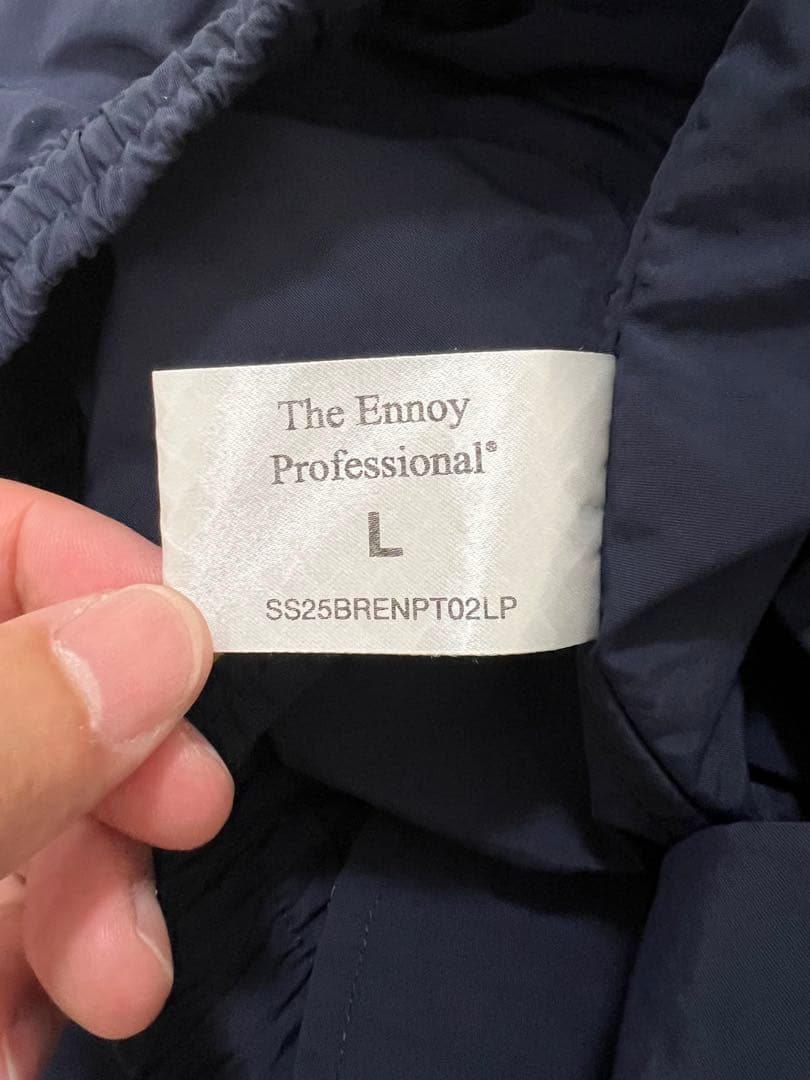 The Ennoy
Professional®
L
SS25BRENPT02LP